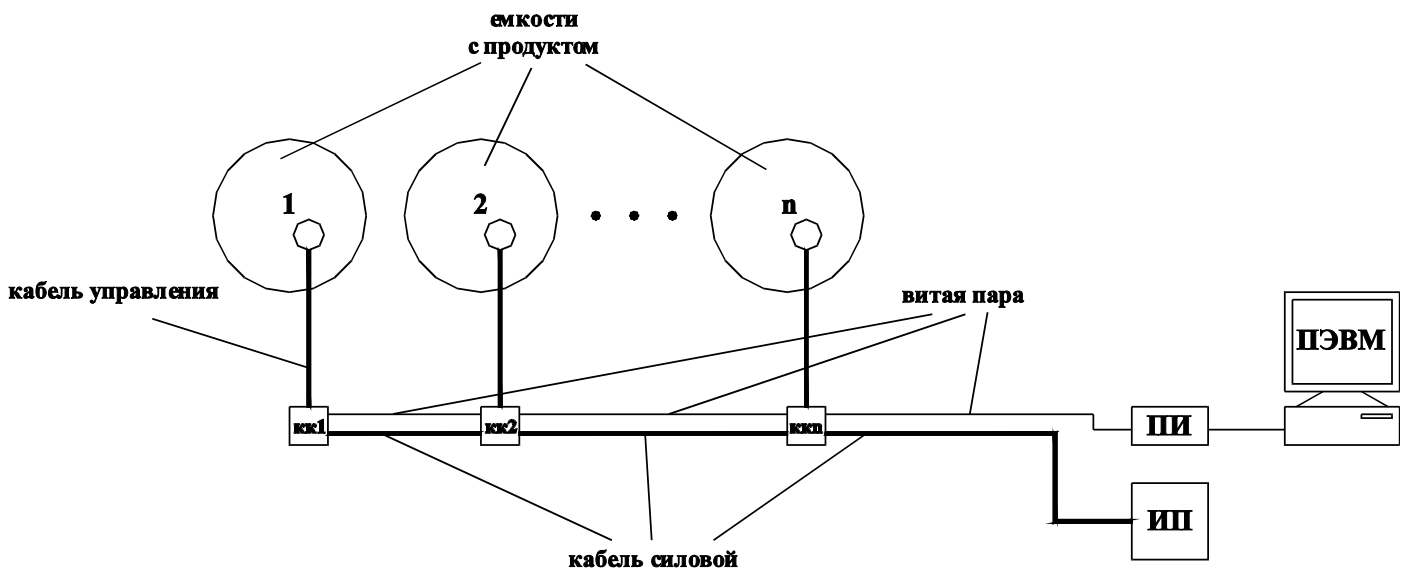 емкости
с продуктом
1
2
n
кабель управления
витая пара
ПЭВМ
кк1
кк2
ккn
ПИ
ИП
кабель силовой